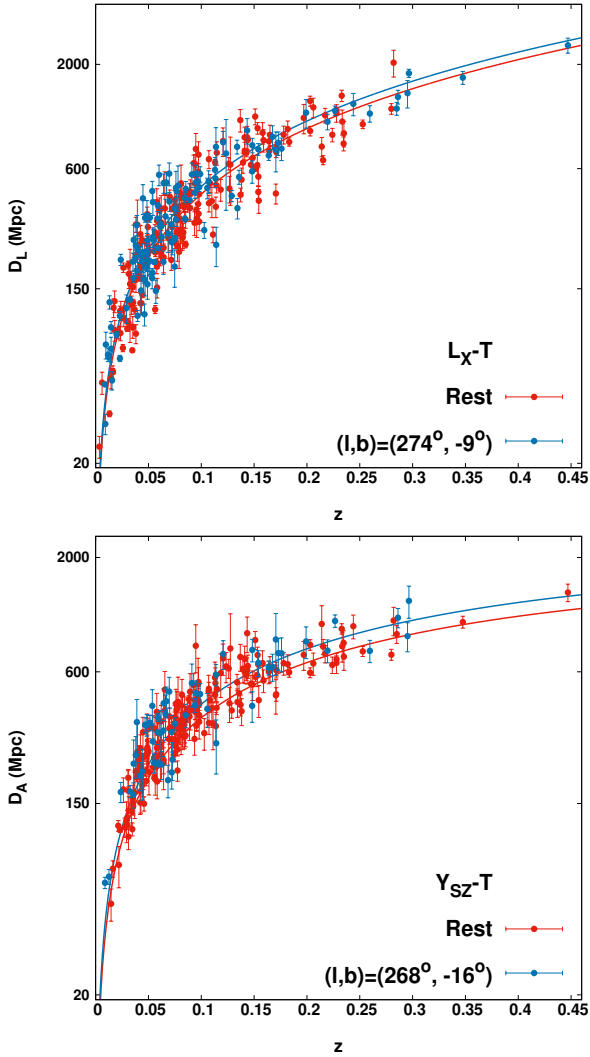 2000
600
150
20
D_L (Mpc)
L_X-T
Rest
(l,b)=(274°, -9°)
0 0.05 0.1 0.15 0.2 0.25 0.3 0.35 0.4 0.45
z
2000
600
150
20
D_A (Mpc)
Y_SZ-T
Rest
(l,b)=(268°, -16°)
0 0.05 0.1 0.15 0.2 0.25 0.3 0.35 0.4 0.45
z